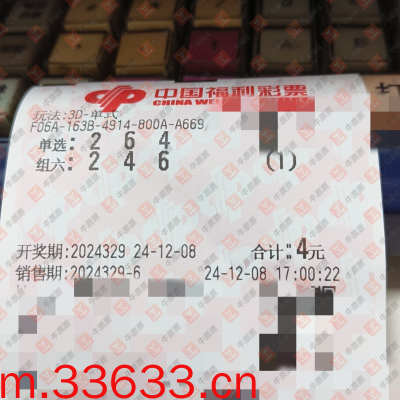 中国福利彩票
CHINA WE
玩法:3D-单式
F06A-163B-4914-800A-A669
单选: 2 6 4
组六: 2 4 6 (1)
开奖期:2024329 24-12-08 合计: 4元
销售期:2024329-6 24-12-08 17:00:22
m.33633.cn